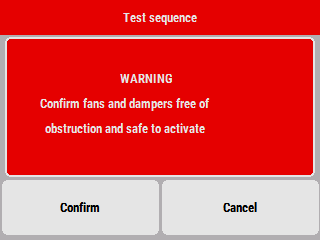 Test sequence
WARNING
Confirm fans and dampers free of
obstruction and safe to activate
Confirm
Cancel